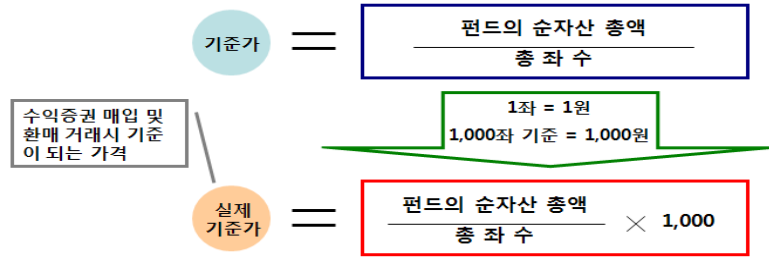 기준가
펀드의 순자산 총액
총 좌 수
수익증권 매입 및
환매 거래시 기준
이 되는 가격
1좌 = 1원
1,000좌 기준 = 1,000원
실제
기준가
펀드의 순자산 총액
총 좌 수
× 1,000